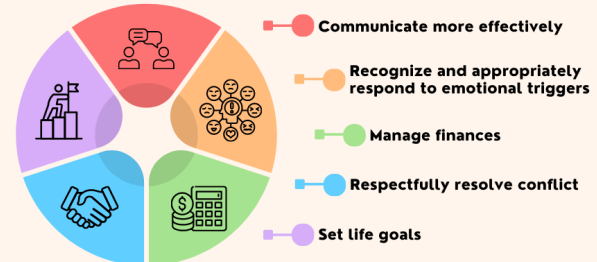 Communicate more effectively
Recognize and appropriately
respond to emotional triggers
Manage finances
Respectfully resolve conflict
Set life goals
$